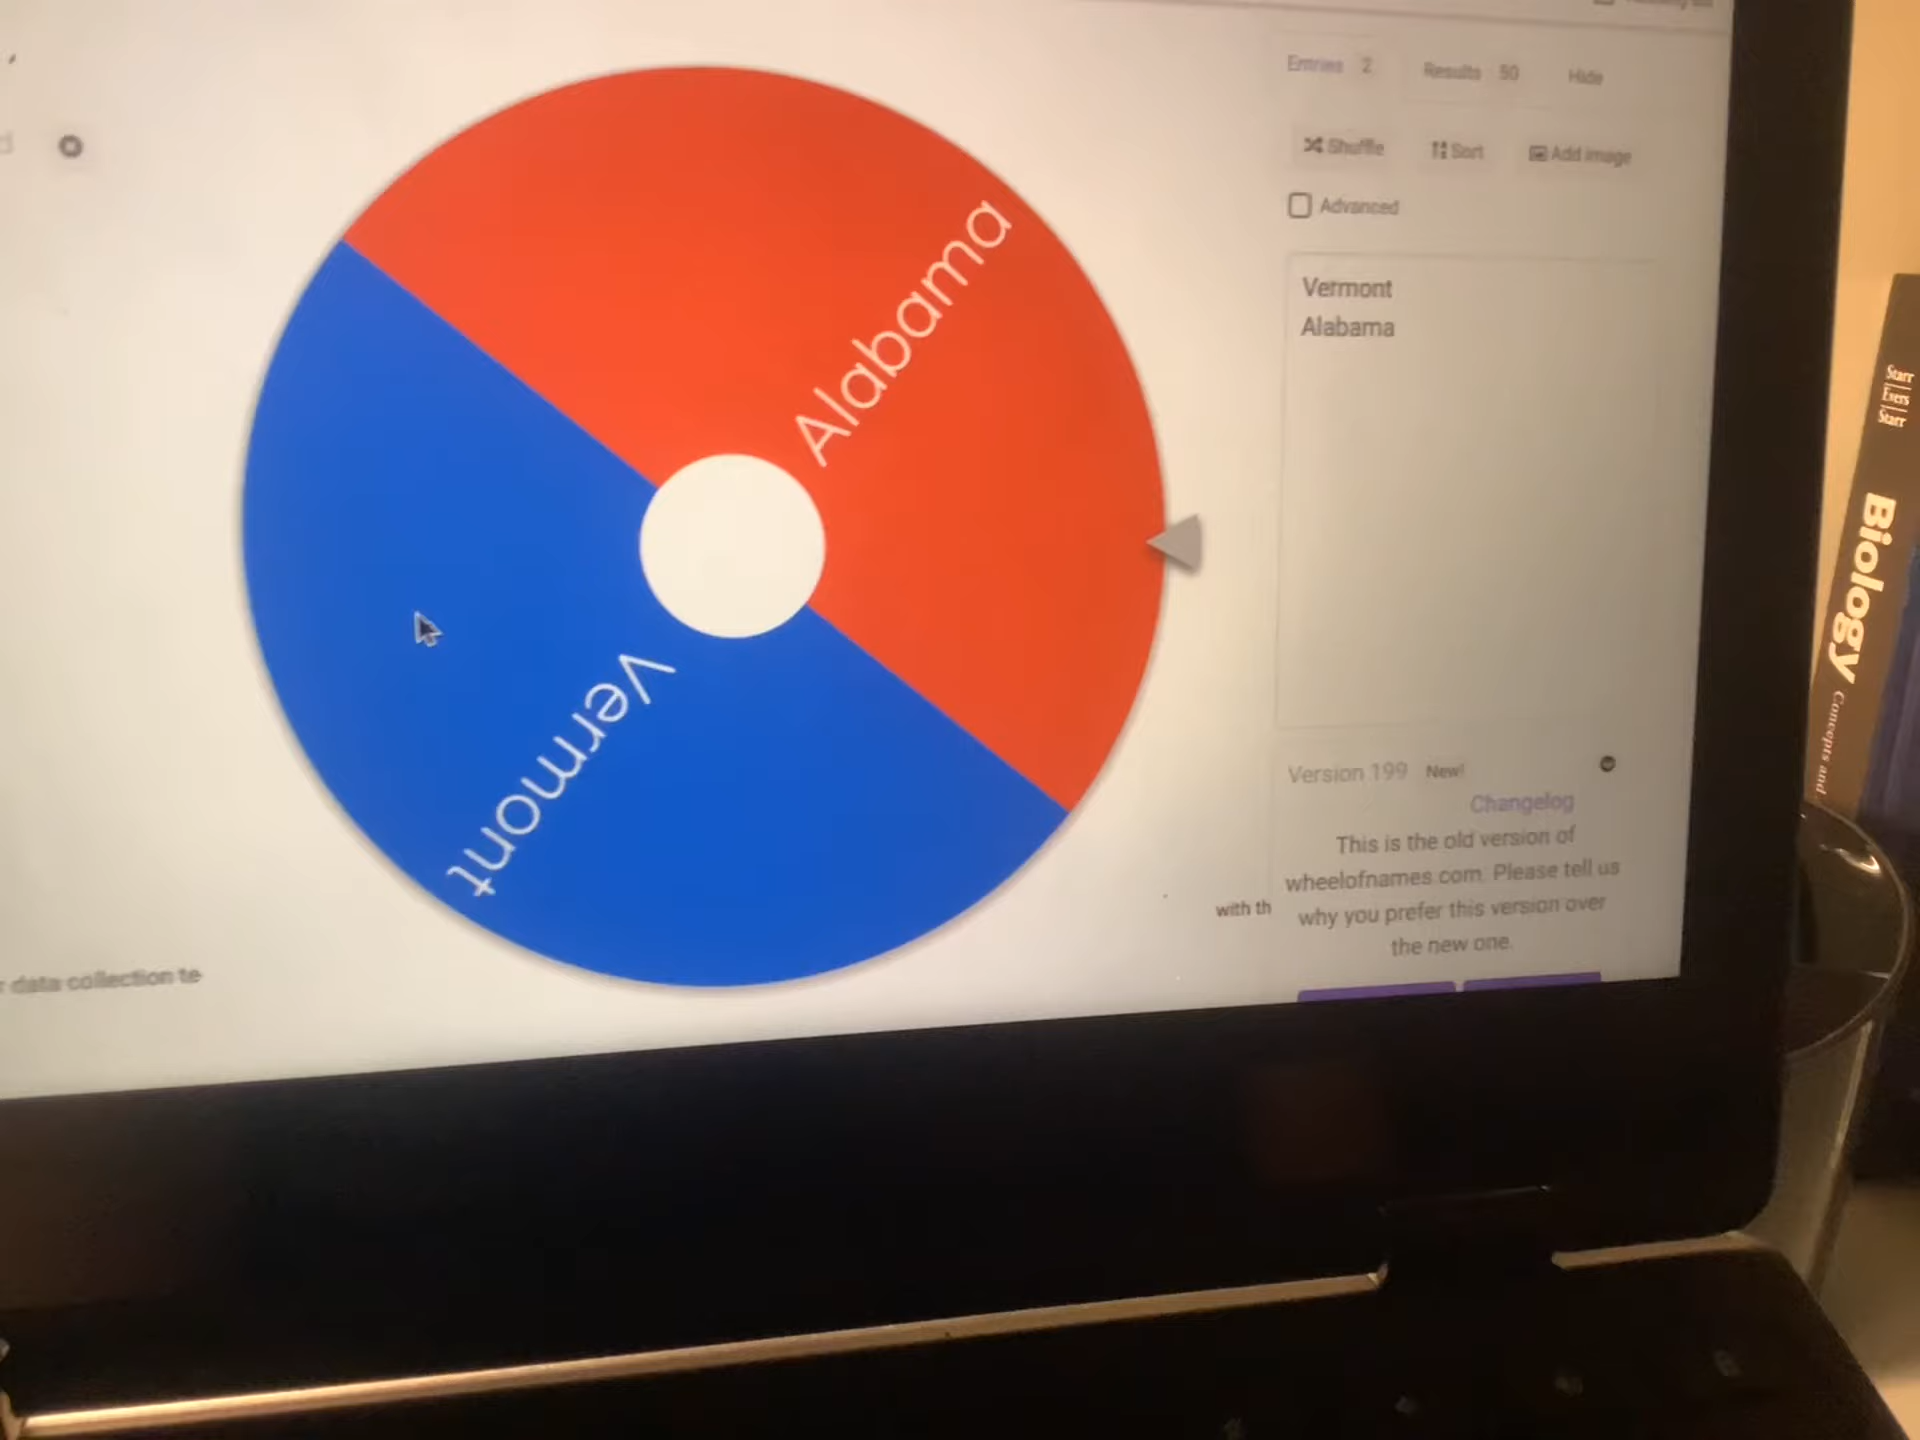 Entries 2 Results 50 Hide
Shuffle Sort Add image
Advanced
Alabama
Vermont
Vermont
Alabama
Version 199 New!
Changelog
This is the old version of
wheelofnames.com. Please tell us
why you prefer this version over
the new one.
with th
data collection te
Starr
Evers
Starr
Biology
Concepts and